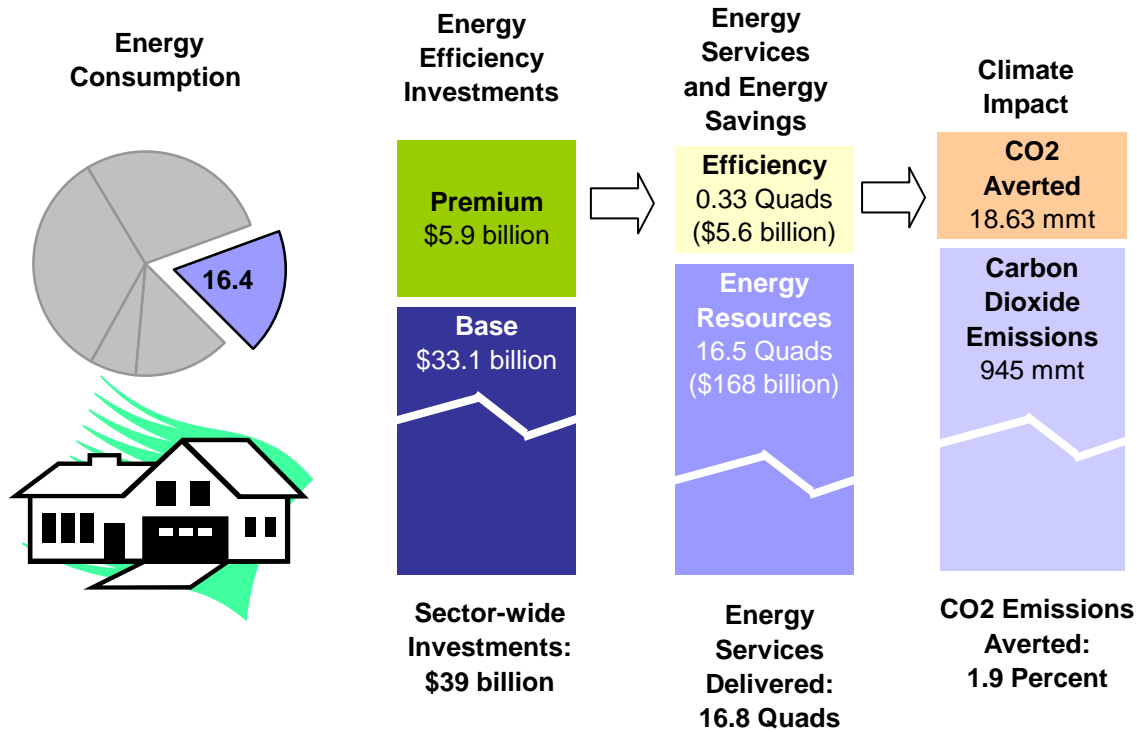 Energy
Consumption
16.4
Energy
Efficiency
Investments
Premium
$5.9 billion
Base
$33.1 billion
Sector-wide
Investments:
$39 billion
Energy
Services
and Energy
Savings
Efficiency
0.33 Quads
($5.6 billion)
Energy
Resources
16.5 Quads
($168 billion)
Energy
Services
Delivered:
16.8 Quads
Climate
Impact
CO2
Averted
18.63 mmt
Carbon
Dioxide
Emissions
945 mmt
CO2 Emissions
Averted:
1.9 Percent